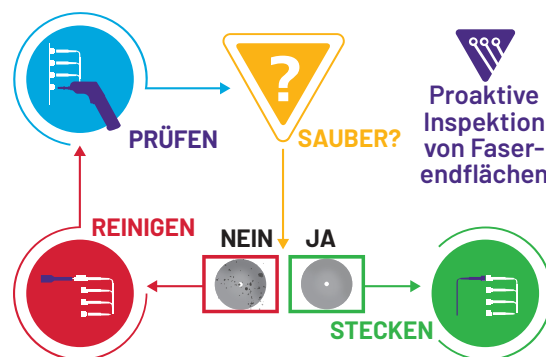 ?
PRÜFEN
SAUBER?
Proaktive
Inspektion
von Faser-
endflächen
REINIGEN
NEIN
JA
STECKEN